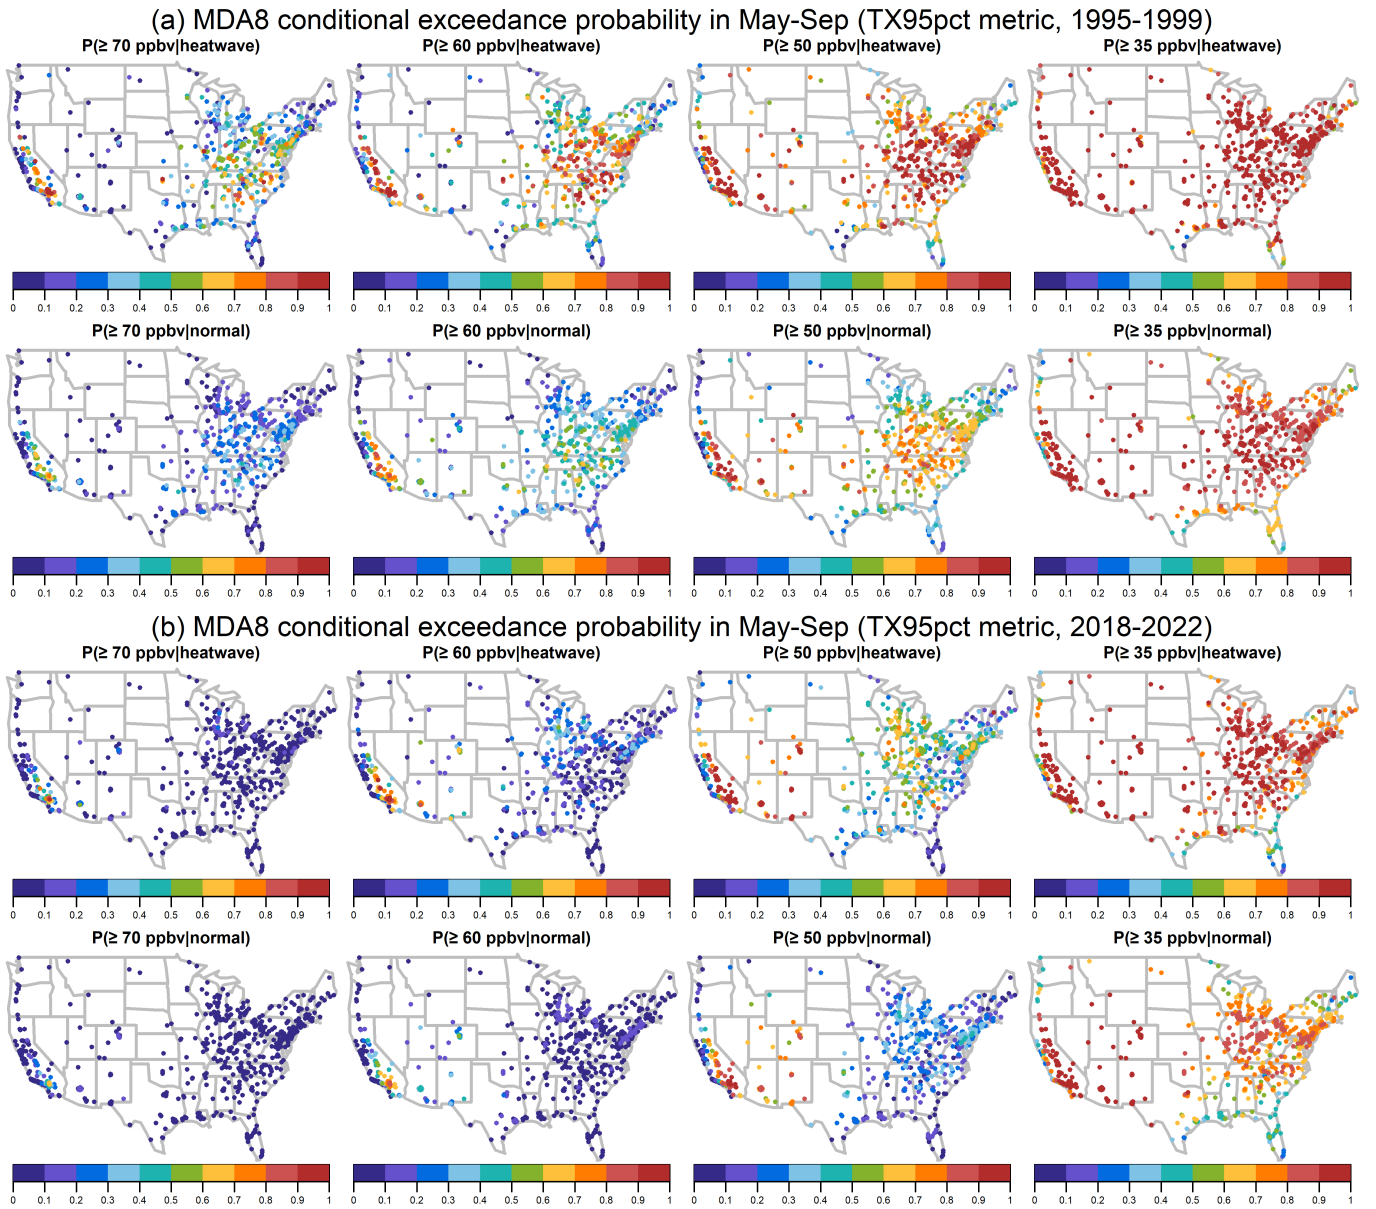 (a) MDA8 conditional exceedance probability in May-Sep (TX95pct metric, 1995-1999)
P(≥ 70 ppbv|heatwave) P(≥ 60 ppbv|heatwave) P(≥ 50 ppbv|heatwave) P(≥ 35 ppbv|heatwave)
0 0.1 0.2 0.3 0.4 0.5 0.6 0.7 0.8 0.9 1 0 0.1 0.2 0.3 0.4 0.5 0.6 0.7 0.8 0.9 1 0 0.1 0.2 0.3 0.4 0.5 0.6 0.7 0.8 0.9 1 0 0.1 0.2 0.3 0.4 0.5 0.6 0.7 0.8 0.9 1
P(≥ 70 ppbv|normal) P(≥ 60 ppbv|normal) P(≥ 50 ppbv|normal) P(≥ 35 ppbv|normal)
0 0.1 0.2 0.3 0.4 0.5 0.6 0.7 0.8 0.9 1 0 0.1 0.2 0.3 0.4 0.5 0.6 0.7 0.8 0.9 1 0 0.1 0.2 0.3 0.4 0.5 0.6 0.7 0.8 0.9 1 0 0.1 0.2 0.3 0.4 0.5 0.6 0.7 0.8 0.9 1
(b) MDA8 conditional exceedance probability in May-Sep (TX95pct metric, 2018-2022)
P(≥ 70 ppbv|heatwave) P(≥ 60 ppbv|heatwave) P(≥ 50 ppbv|heatwave) P(≥ 35 ppbv|heatwave)
0 0.1 0.2 0.3 0.4 0.5 0.6 0.7 0.8 0.9 1 0 0.1 0.2 0.3 0.4 0.5 0.6 0.7 0.8 0.9 1 0 0.1 0.2 0.3 0.4 0.5 0.6 0.7 0.8 0.9 1 0 0.1 0.2 0.3 0.4 0.5 0.6 0.7 0.8 0.9 1
P(≥ 70 ppbv|normal) P(≥ 60 ppbv|normal) P(≥ 50 ppbv|normal) P(≥ 35 ppbv|normal)
0 0.1 0.2 0.3 0.4 0.5 0.6 0.7 0.8 0.9 1 0 0.1 0.2 0.3 0.4 0.5 0.6 0.7 0.8 0.9 1 0 0.1 0.2 0.3 0.4 0.5 0.6 0.7 0.8 0.9 1 0 0.1 0.2 0.3 0.4 0.5 0.6 0.7 0.8 0.9 1